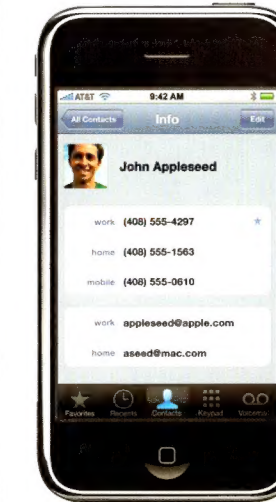 AT&T 9:42 AM
All Contacts Info Edit
John Appleseed
work (408) 555-4297
home (408) 555-1563
mobile (408) 555-0610
work appleseed@apple.com
home aseed@mac.com
Favorites Recents Contacts Keypad Voicemail